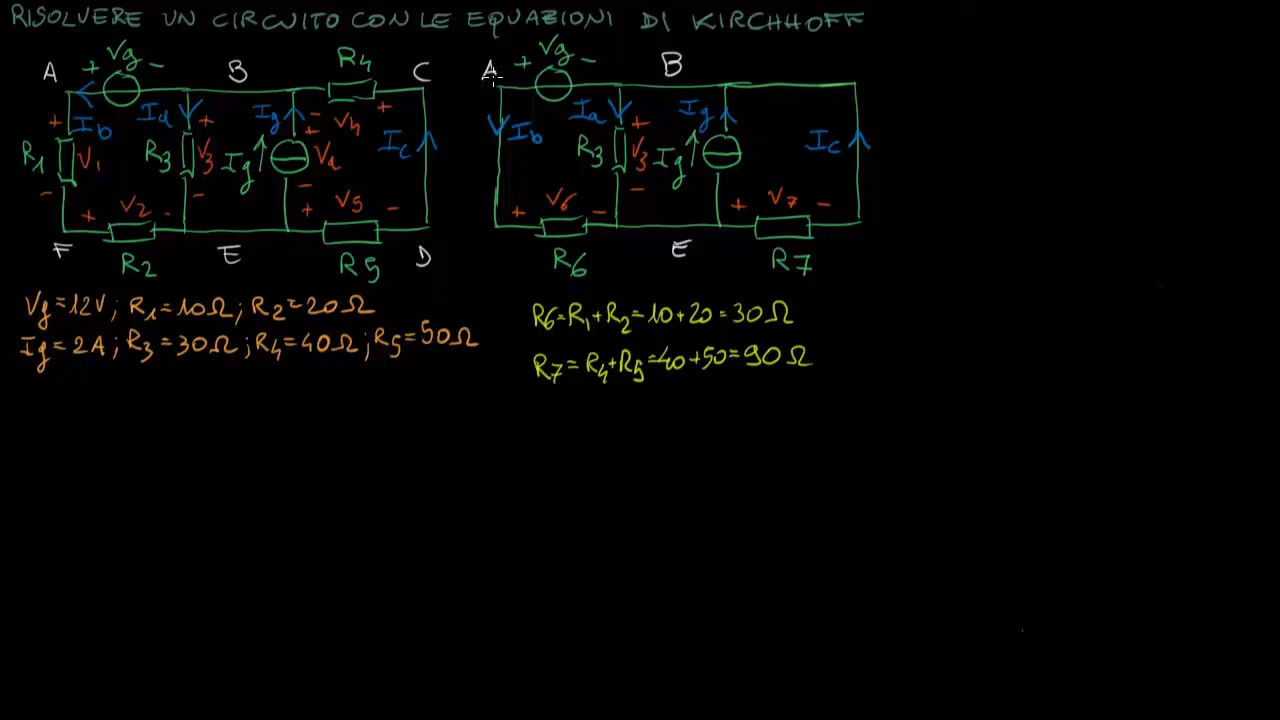 RISOLVERE UN CIRCUITO CON LE EQUAZIONI DI KIRCHHOFF
A + Vg - B R4 C
Ib Ia + Ig - V4 +
+ R1 V1 - R3 V3 - Ig + Va - Ic
+ V2 - + V5 -
F R2 E R5 D
A + Vg - B
Ib Ia + Ig
R3 V3 - Ig Ic
+ V6 - + V7 -
R6 E R7
Vg = 12V; R1 = 10Ω; R2 = 20Ω
Ig = 2A; R3 = 30Ω; R4 = 40Ω; R5 = 50Ω
R6 = R1 + R2 = 10 + 20 = 30Ω
R7 = R4 + R5 = 40 + 50 = 90Ω